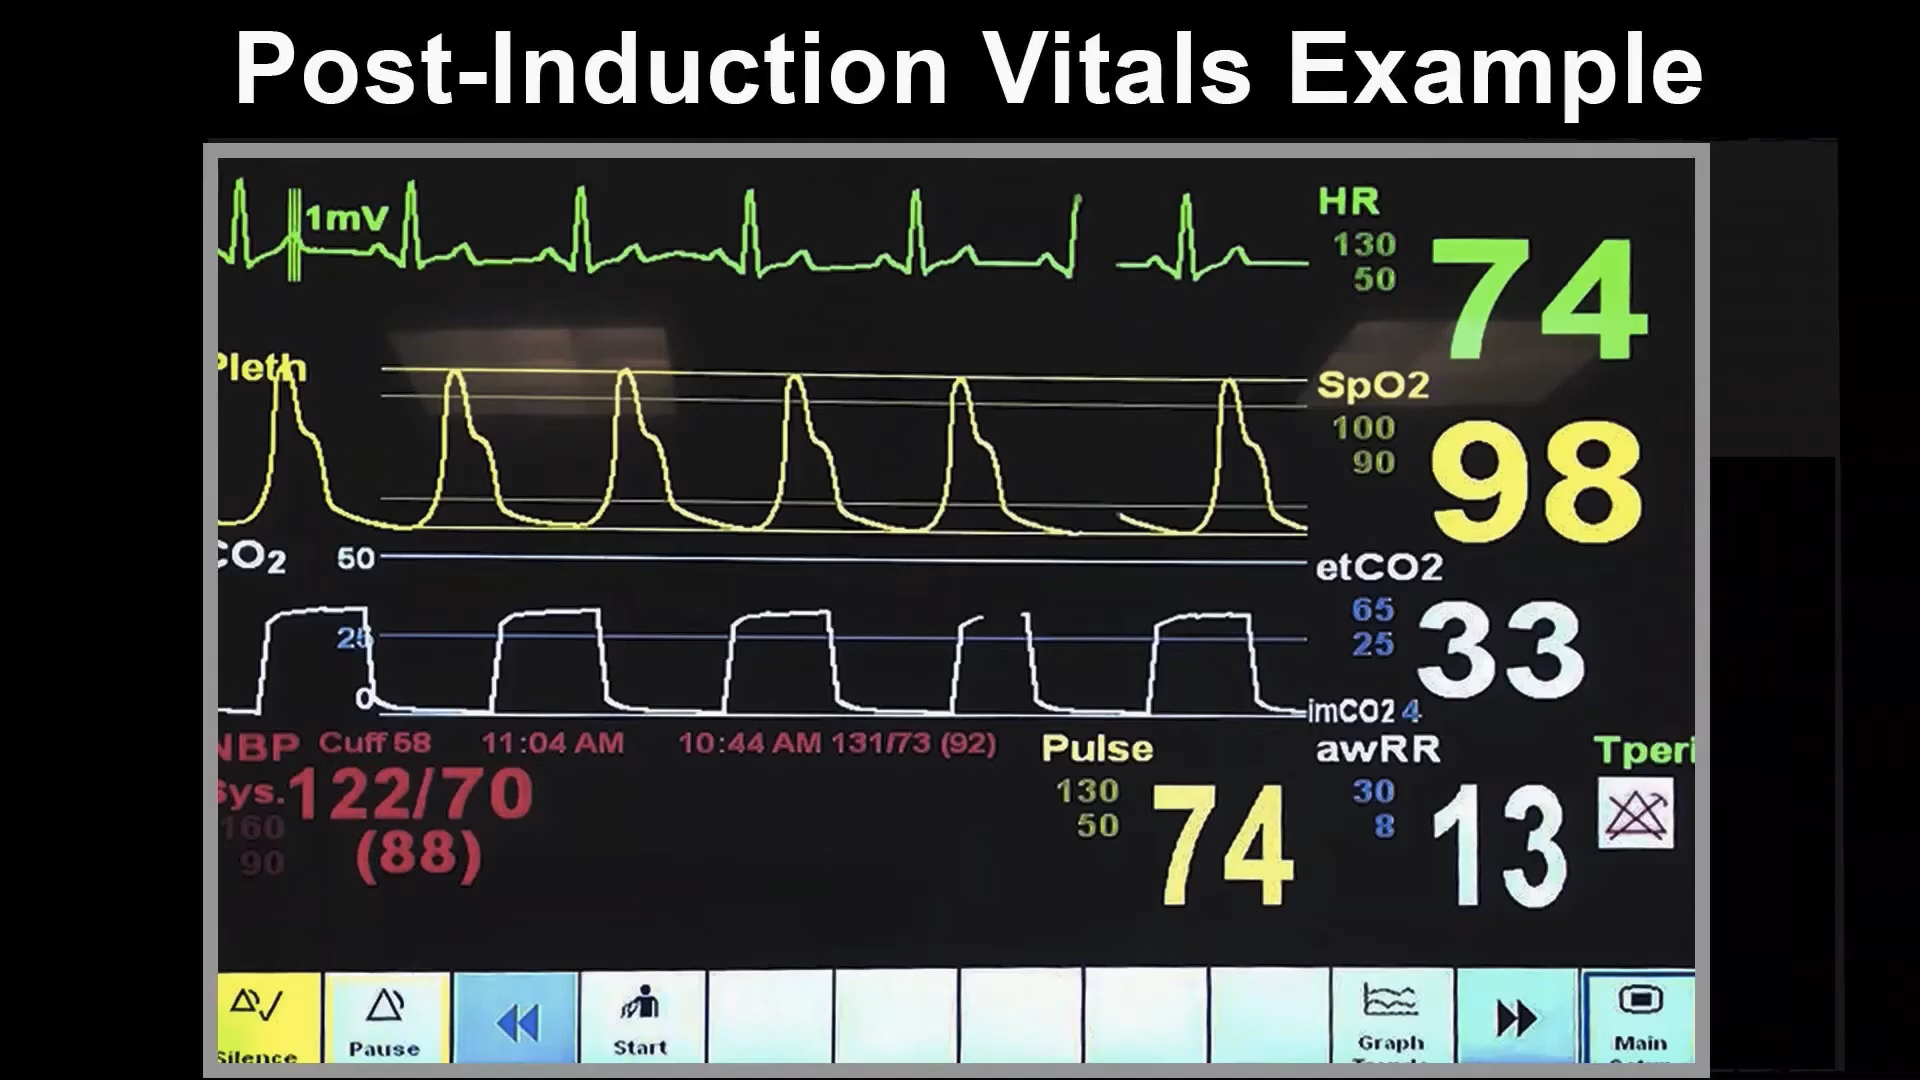 Post-Induction Vitals Example
1mV
HR
130
50
74
Pleth
SpO2
100
90
98
CO2
50
25
0
etCO2
65
25
33
imCO2 4
NBP Cuff 58 11:04 AM 10:44 AM 131/73 (92)
Sys.
160
90
122/70
(88)
Pulse
130
50
74
awRR
30
8
13
Tperi
Silence
Pause
Start
Graph
Main